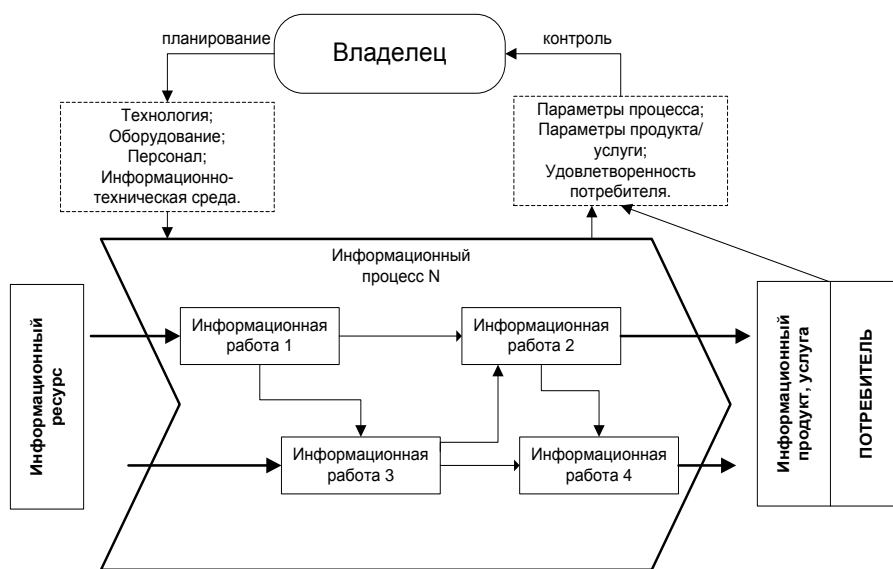 планирование
Владелец
контроль
Технология;
Оборудование;
Персонал;
Информационно-
техническая среда.
Параметры процесса;
Параметры продукта/
услуги;
Удовлетворенность
потребителя.
Информационный
процесс N
Информационный
ресурс
Информационная
работа 1
Информационная
работа 2
Информационная
работа 3
Информационная
работа 4
Информационный
продукт, услуга
ПОТРЕБИТЕЛЬ